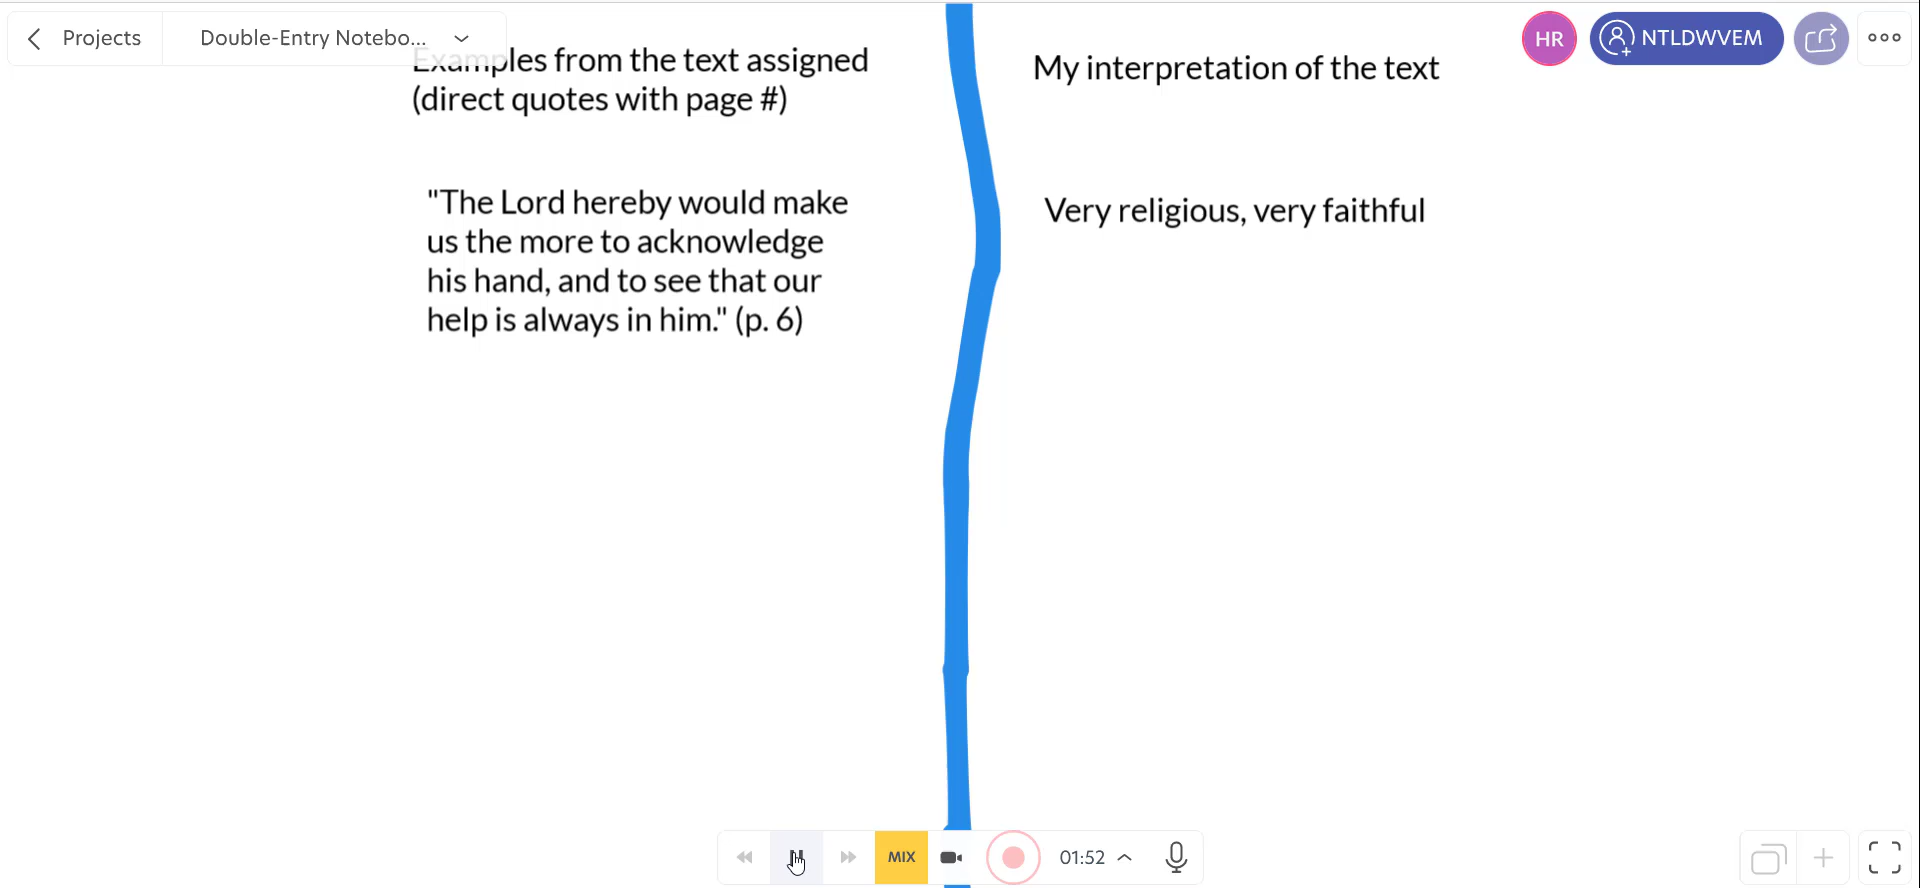 Projects
Double-Entry Notebo...
HR
NTLDWVEM
Examples from the text assigned
(direct quotes with page #)
My interpretation of the text
"The Lord hereby would make
us the more to acknowledge
his hand, and to see that our
help is always in him." (p. 6)
Very religious, very faithful
MIX
01:52